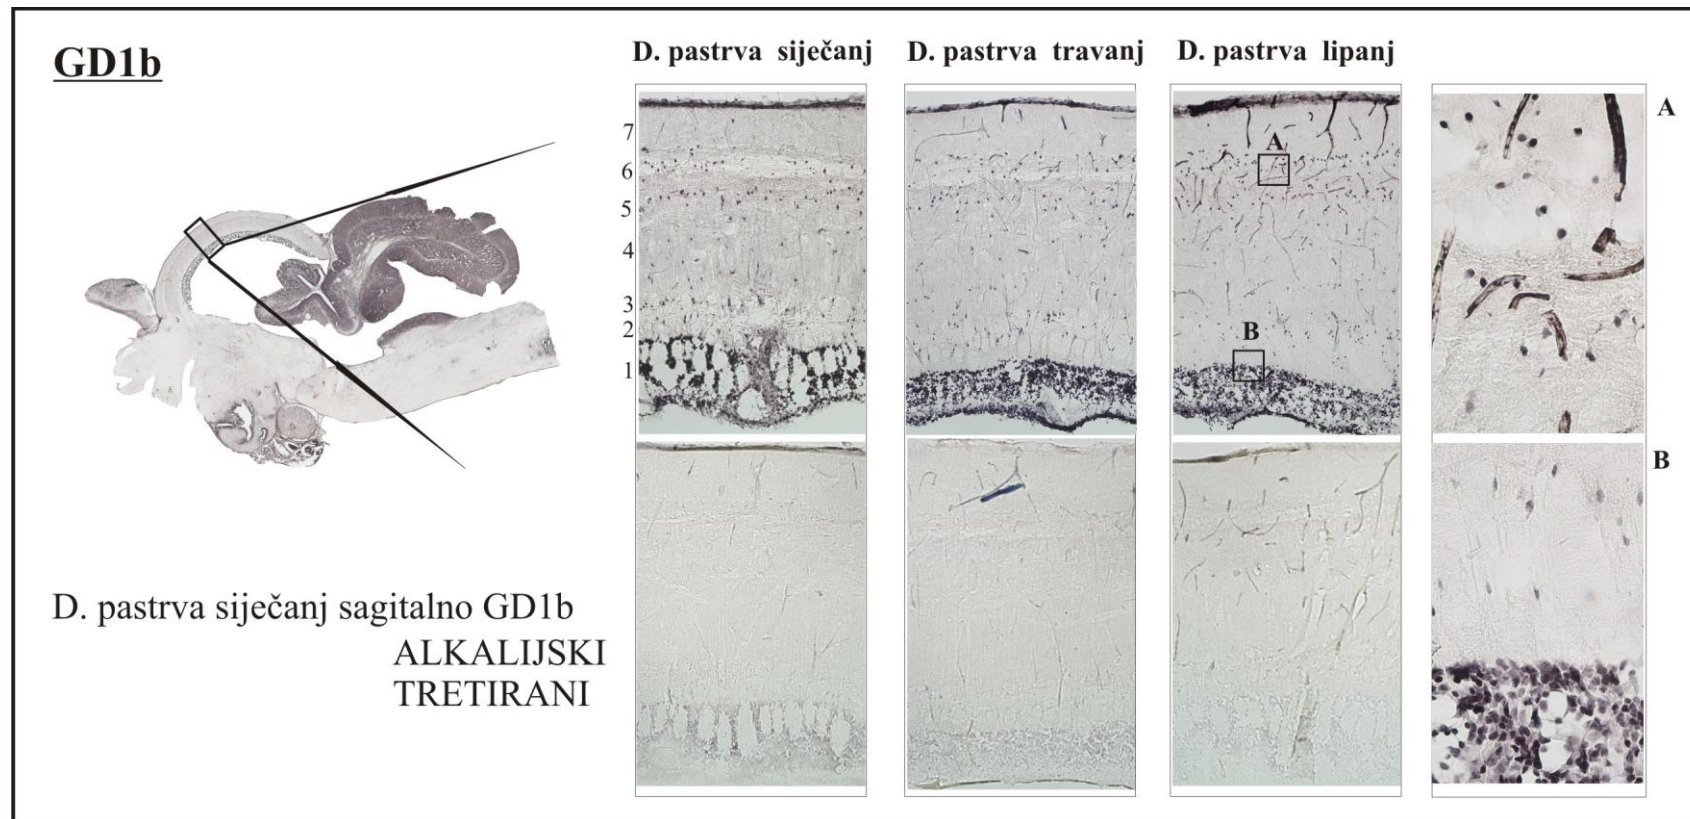 GD1b
D. pastrva siječanj
D. pastrva travanj
D. pastrva lipanj
7
6
5
4
3
2
1
A
B
A
B
D. pastrva siječanj sagitalno GD1b
ALKALIJSKI
TRETIRANI